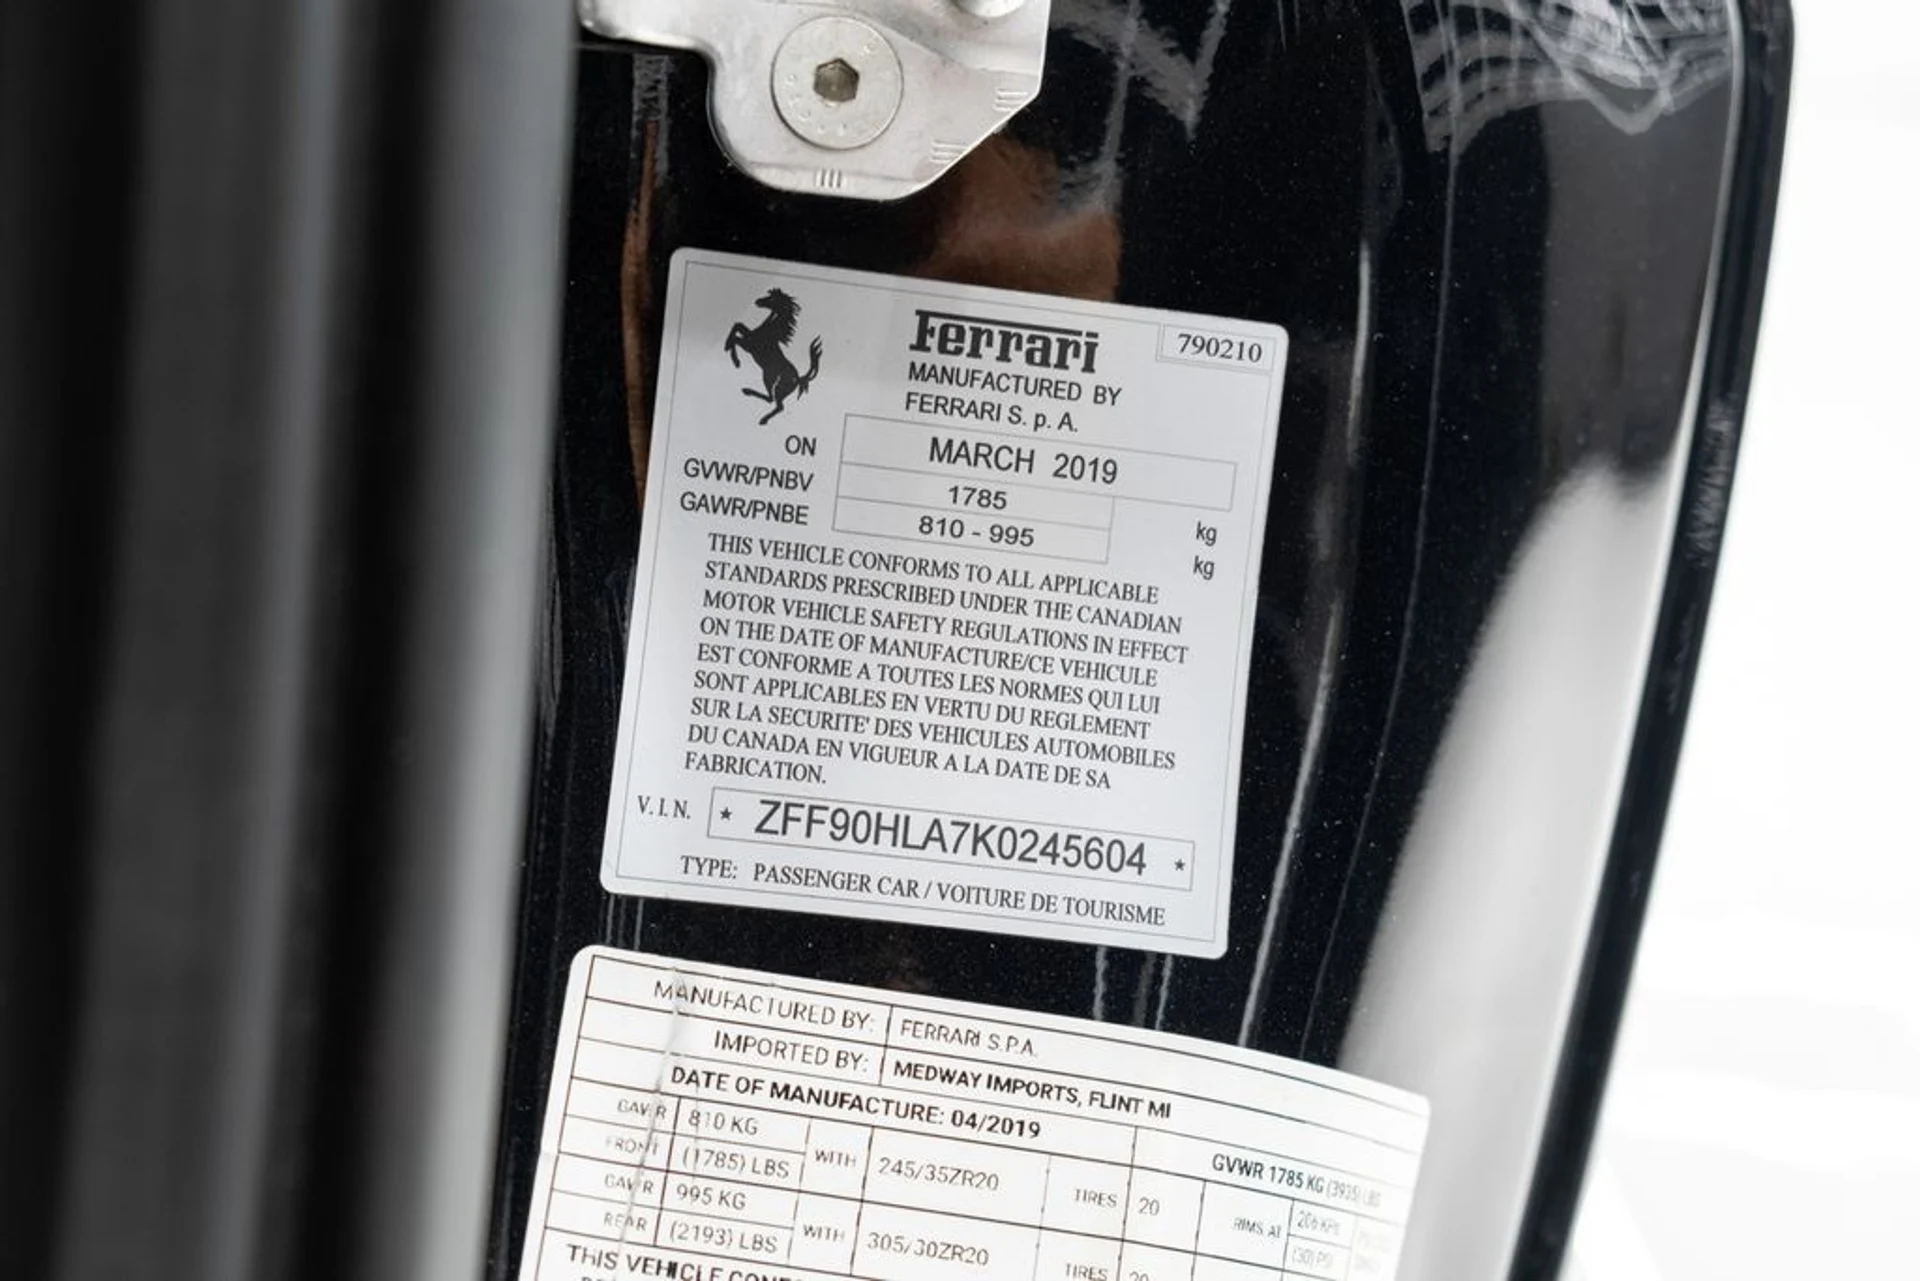 Ferrari
790210
MANUFACTURED BY
FERRARI S. p. A.
ON MARCH 2019
GVWR/PNBV 1785 kg
GAWR/PNBE 810 - 995 kg
THIS VEHICLE CONFORMS TO ALL APPLICABLE
STANDARDS PRESCRIBED UNDER THE CANADIAN
MOTOR VEHICLE SAFETY REGULATIONS IN EFFECT
ON THE DATE OF MANUFACTURE/CE VEHICULE
EST CONFORME A TOUTES LES NORMES QUI LUI
SONT APPLICABLES EN VERTU DU REGLEMENT
SUR LA SECURITE' DES VEHICULES AUTOMOBILES
DU CANADA EN VIGUEUR A LA DATE DE SA
FABRICATION.
V.I.N. * ZFF90HLA7K0245604 *
TYPE: PASSENGER CAR / VOITURE DE TOURISME
MANUFACTURED BY: FERRARI S.P.A.
IMPORTED BY: MEDWAY IMPORTS, FLINT MI
DATE OF MANUFACTURE: 04/2019
GVWR 1785 KG (3935) LBS
GAWR FRONT
810 KG
(1785) LBS
WITH 245/35ZR20 TIRES 20 RIMS AT
GAWR REAR
995 KG
(2193) LBS
WITH 305/30ZR20 TIRES 20
THIS VEHICLE